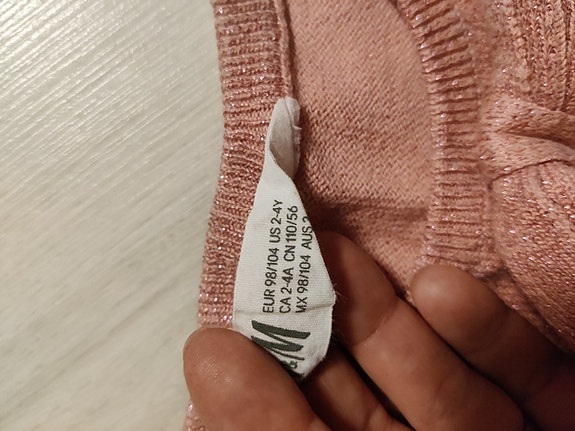 EUR 98/104 US 2-4Y
CA 2-4A CN 110/56
MX 98/104 AUS 2
M